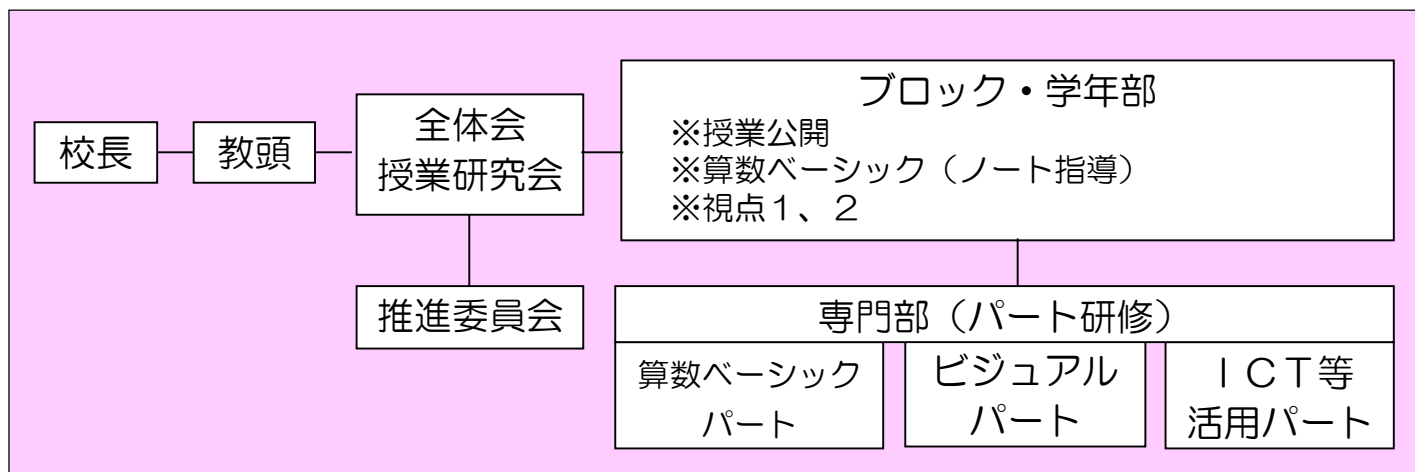 校長
教頭
全体会
授業研究会
推進委員会
ブロック・学年部
※授業公開
※算数ベーシック（ノート指導）
※視点１、２
専門部（パート研修）
算数ベーシック
パート
ビジュアル
パート
ＩＣＴ等
活用パート